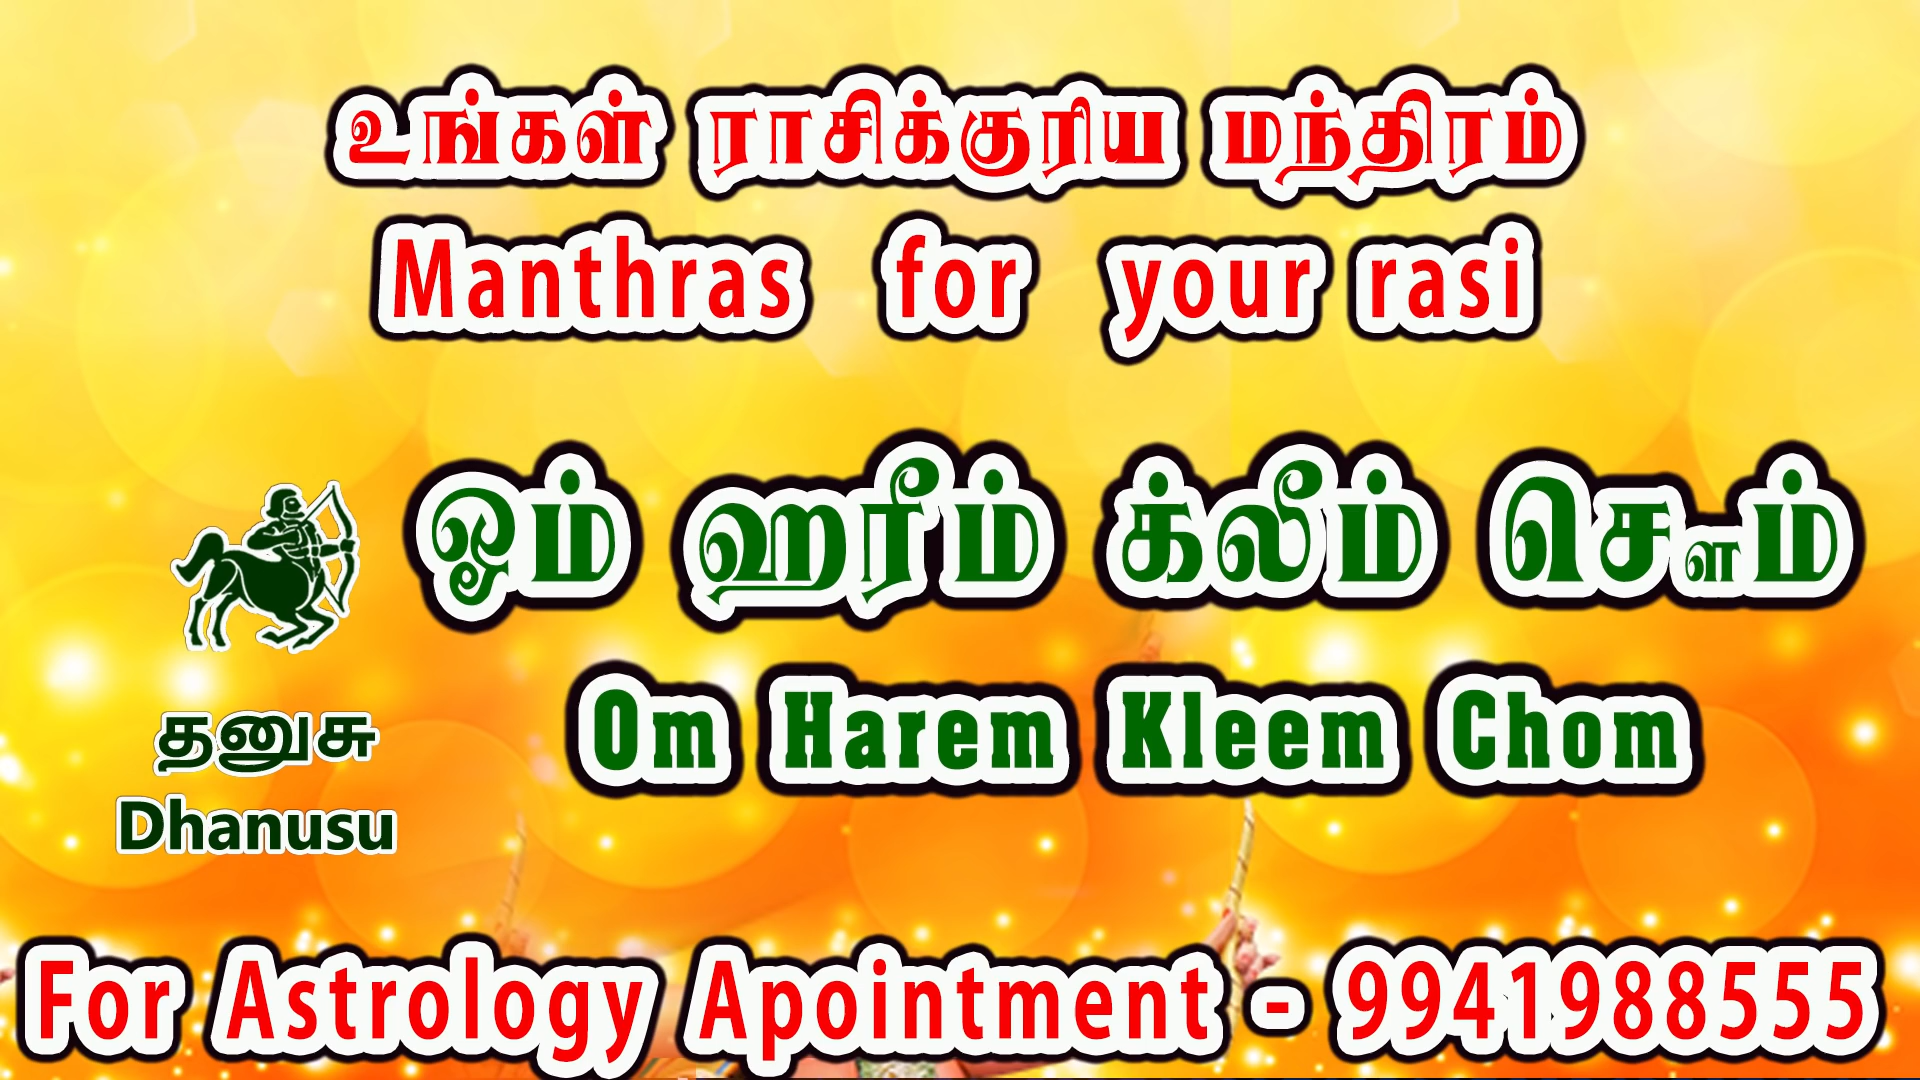 உங்கள் ராசிக்குரிய மந்திரம்
Manthras for your rasi
ஓம் ஹரீம் க்லீம் சௌம்
Om Harem Kleem Chom
தனுசு
Dhanusu
For Astrology Apointment - 9941988555